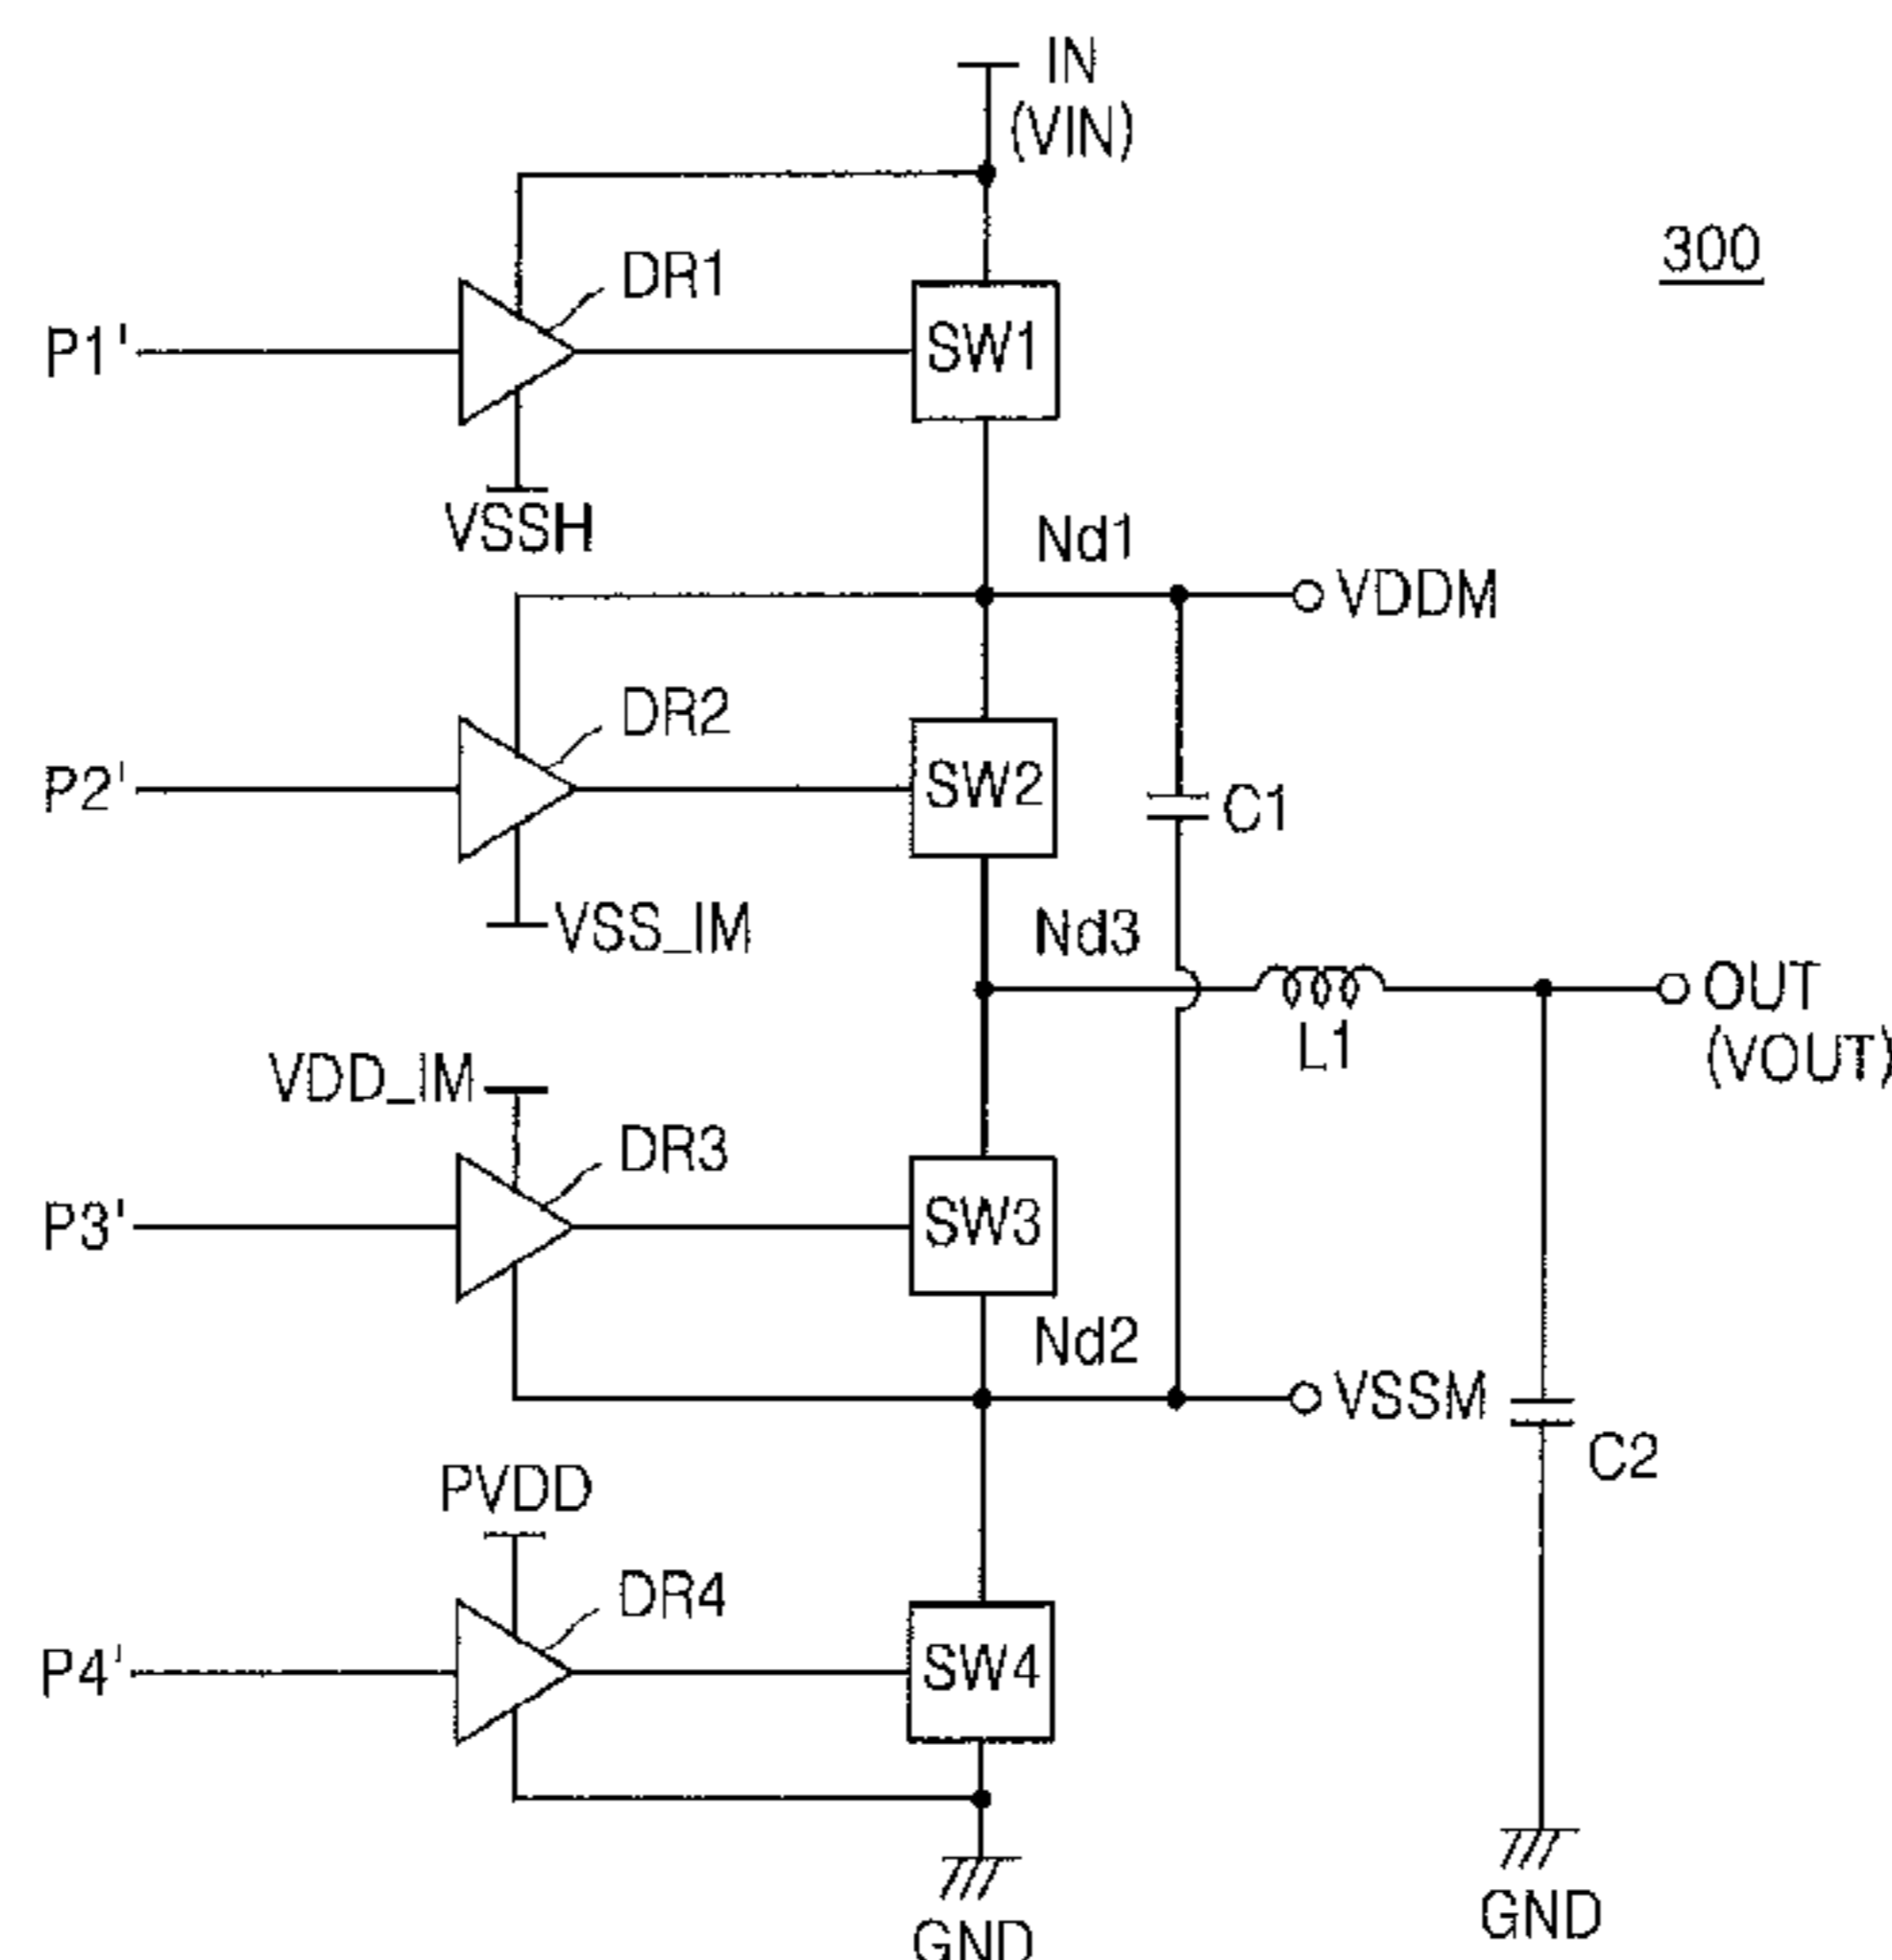 IN
(VIN)
300
DR1
P1'
SW1
VSSH
Nd1
VDDM
DR2
P2'
SW2
C1
VSS_IM
Nd3
OUT
(VOUT)
L1
VDD_IM
DR3
P3'
SW3
Nd2
VSSM
C2
PVDD
DR4
P4'
SW4
GND
GND